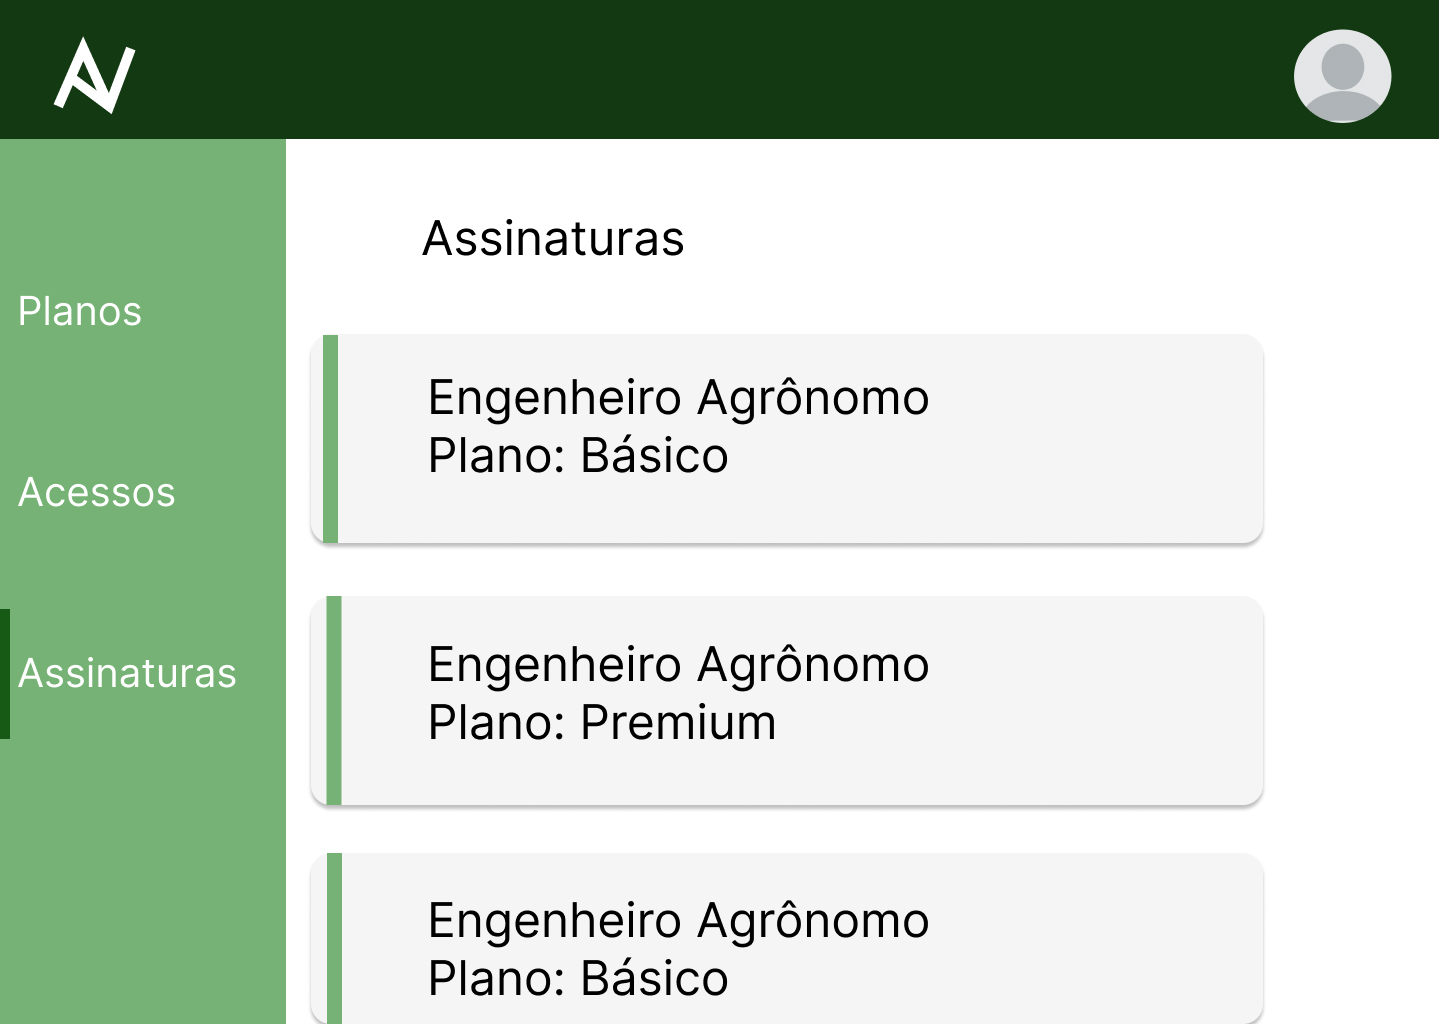 Planos
Acessos
Assinaturas
Assinaturas
Engenheiro Agrônomo
Plano: Básico
Engenheiro Agrônomo
Plano: Premium
Engenheiro Agrônomo
Plano: Básico